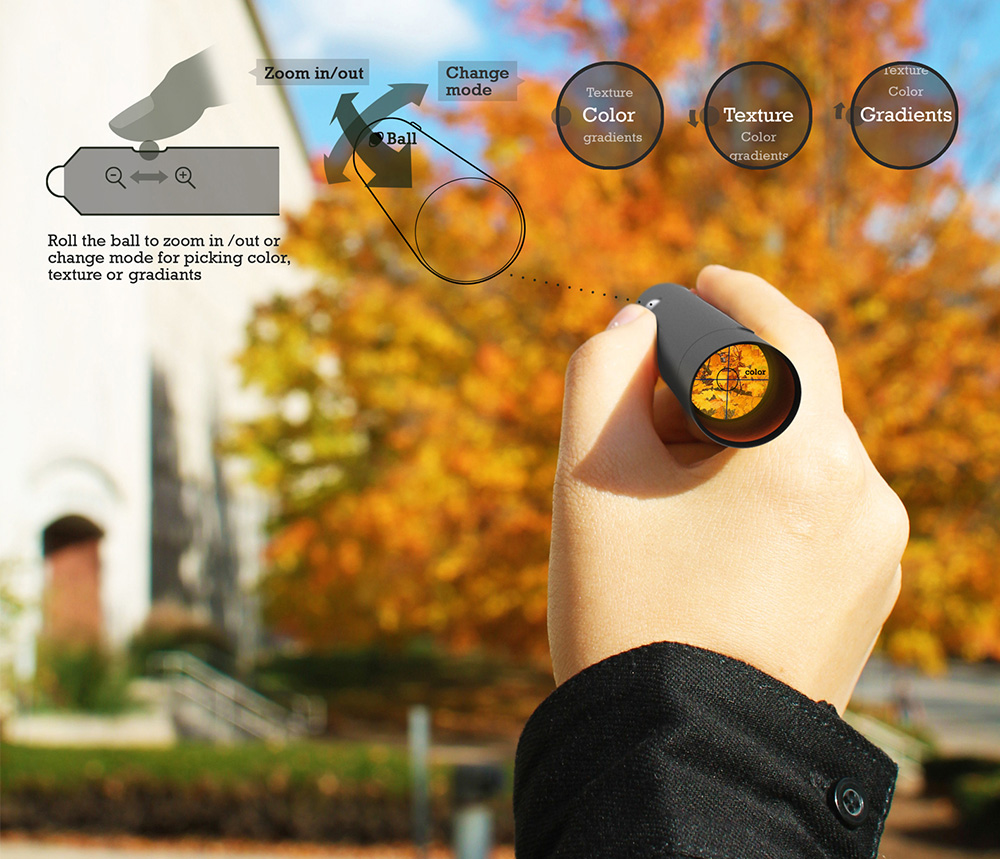 Zoom in/out
Change
mode
Ball
Roll the ball to zoom in /out or
change mode for picking color,
texture or gradiants
Texture
Color
gradients
Texture
Color
gradients
Texture
Color
Gradients
color